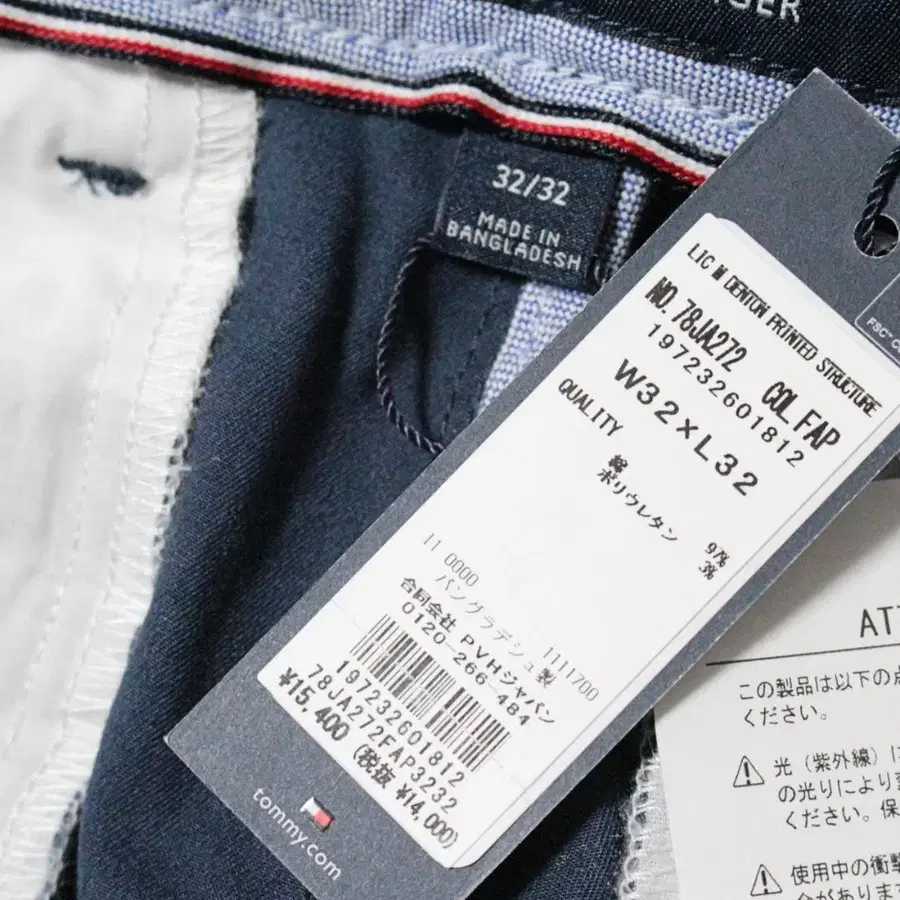 GER
32/32
MADE IN
BANGLADESH
FSC™ C
LIC M DENTON PRINTED STRUCTURE
NO. 78JA272 COL FAP
197232601812
W32×L32
QUALITY
綿 97%
ポリウレタン 3%
11 0000 1111700
バングラデシュ製
合同会社 PVHジャパン
0120-266-484
197232601812
78JA272FAP3232
¥15,400 (税抜 ¥14,000)
tommy.com
ATT
この製品は以下の点
ください。
光(紫外線)に
の光りにより変
ください。保
使用中の衝撃
合があります